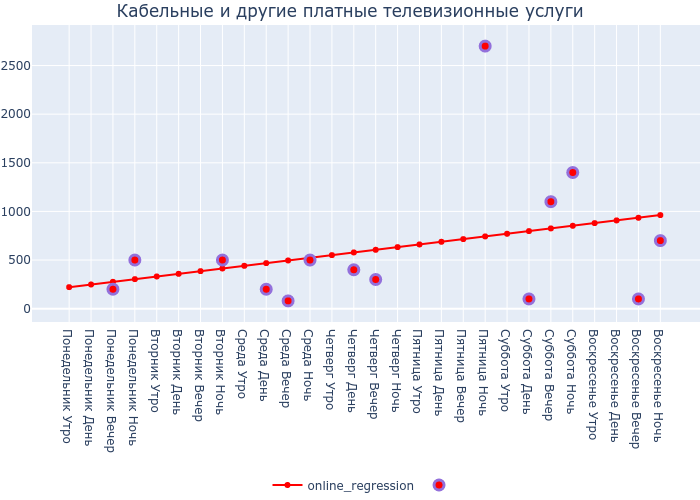 Кабельные и другие платные телевизионные услуги
2500
2000
1500
1000
500
0
Понедельник Утро
Понедельник День
Понедельник Вечер
Понедельник Ночь
Вторник Утро
Вторник День
Вторник Вечер
Вторник Ночь
Среда Утро
Среда День
Среда Вечер
Среда Ночь
Четверг Утро
Четверг День
Четверг Вечер
Четверг Ночь
Пятница Утро
Пятница День
Пятница Вечер
Пятница Ночь
Суббота Утро
Суббота День
Суббота Вечер
Суббота Ночь
Воскресенье Утро
Воскресенье День
Воскресенье Вечер
Воскресенье Ночь
online_regression